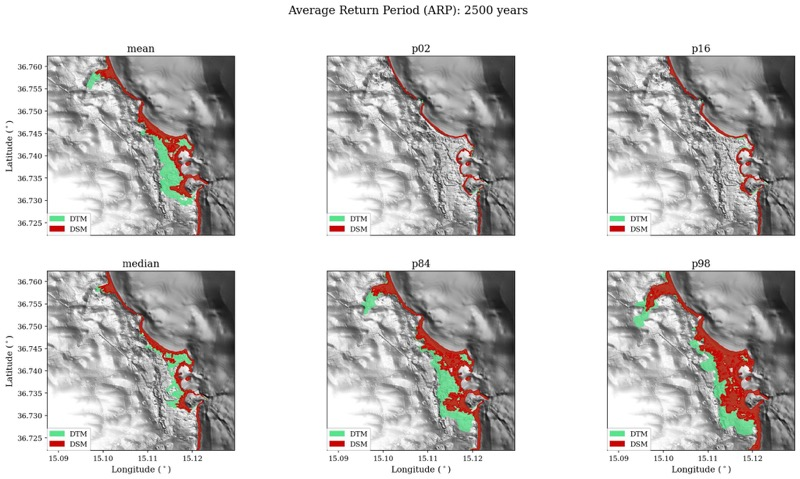 Average Return Period (ARP): 2500 years
mean
p02
p16
Latitude (°)
36.760
36.755
36.750
36.745
36.740
36.735
36.730
36.725
DTM
DSM
DTM
DSM
DTM
DSM
median
p84
p98
Latitude (°)
36.760
36.755
36.750
36.745
36.740
36.735
36.730
36.725
DTM
DSM
DTM
DSM
DTM
DSM
15.09 15.10 15.11 15.12
15.09 15.10 15.11 15.12
15.09 15.10 15.11 15.12
Longitude (°)
Longitude (°)
Longitude (°)